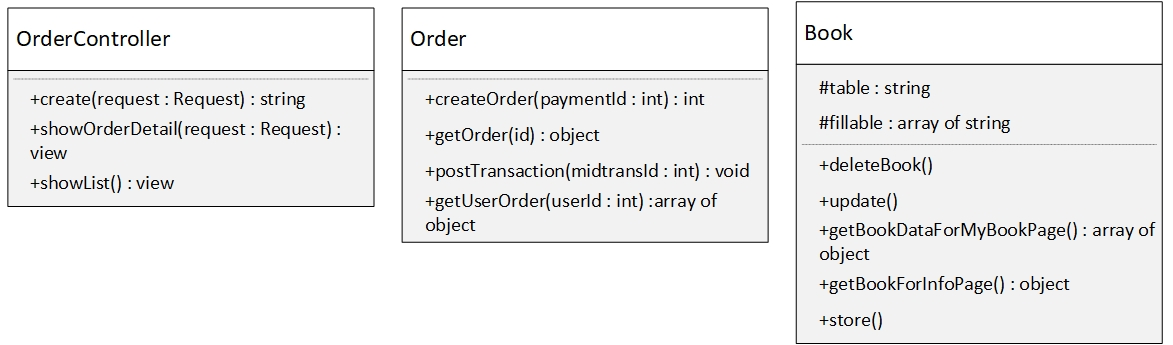 OrderController
+create(request : Request) : string
+showOrderDetail(request : Request) :
view
+showList() : view
Order
+createOrder(paymentId : int) : int
+getOrder(id) : object
+postTransaction(midtransId : int) : void
+getUserOrder(userId : int) :array of
object
Book
#table : string
#fillable : array of string
+deleteBook()
+update()
+getBookDataForMyBookPage() : array of
object
+getBookForInfoPage() : object
+store()